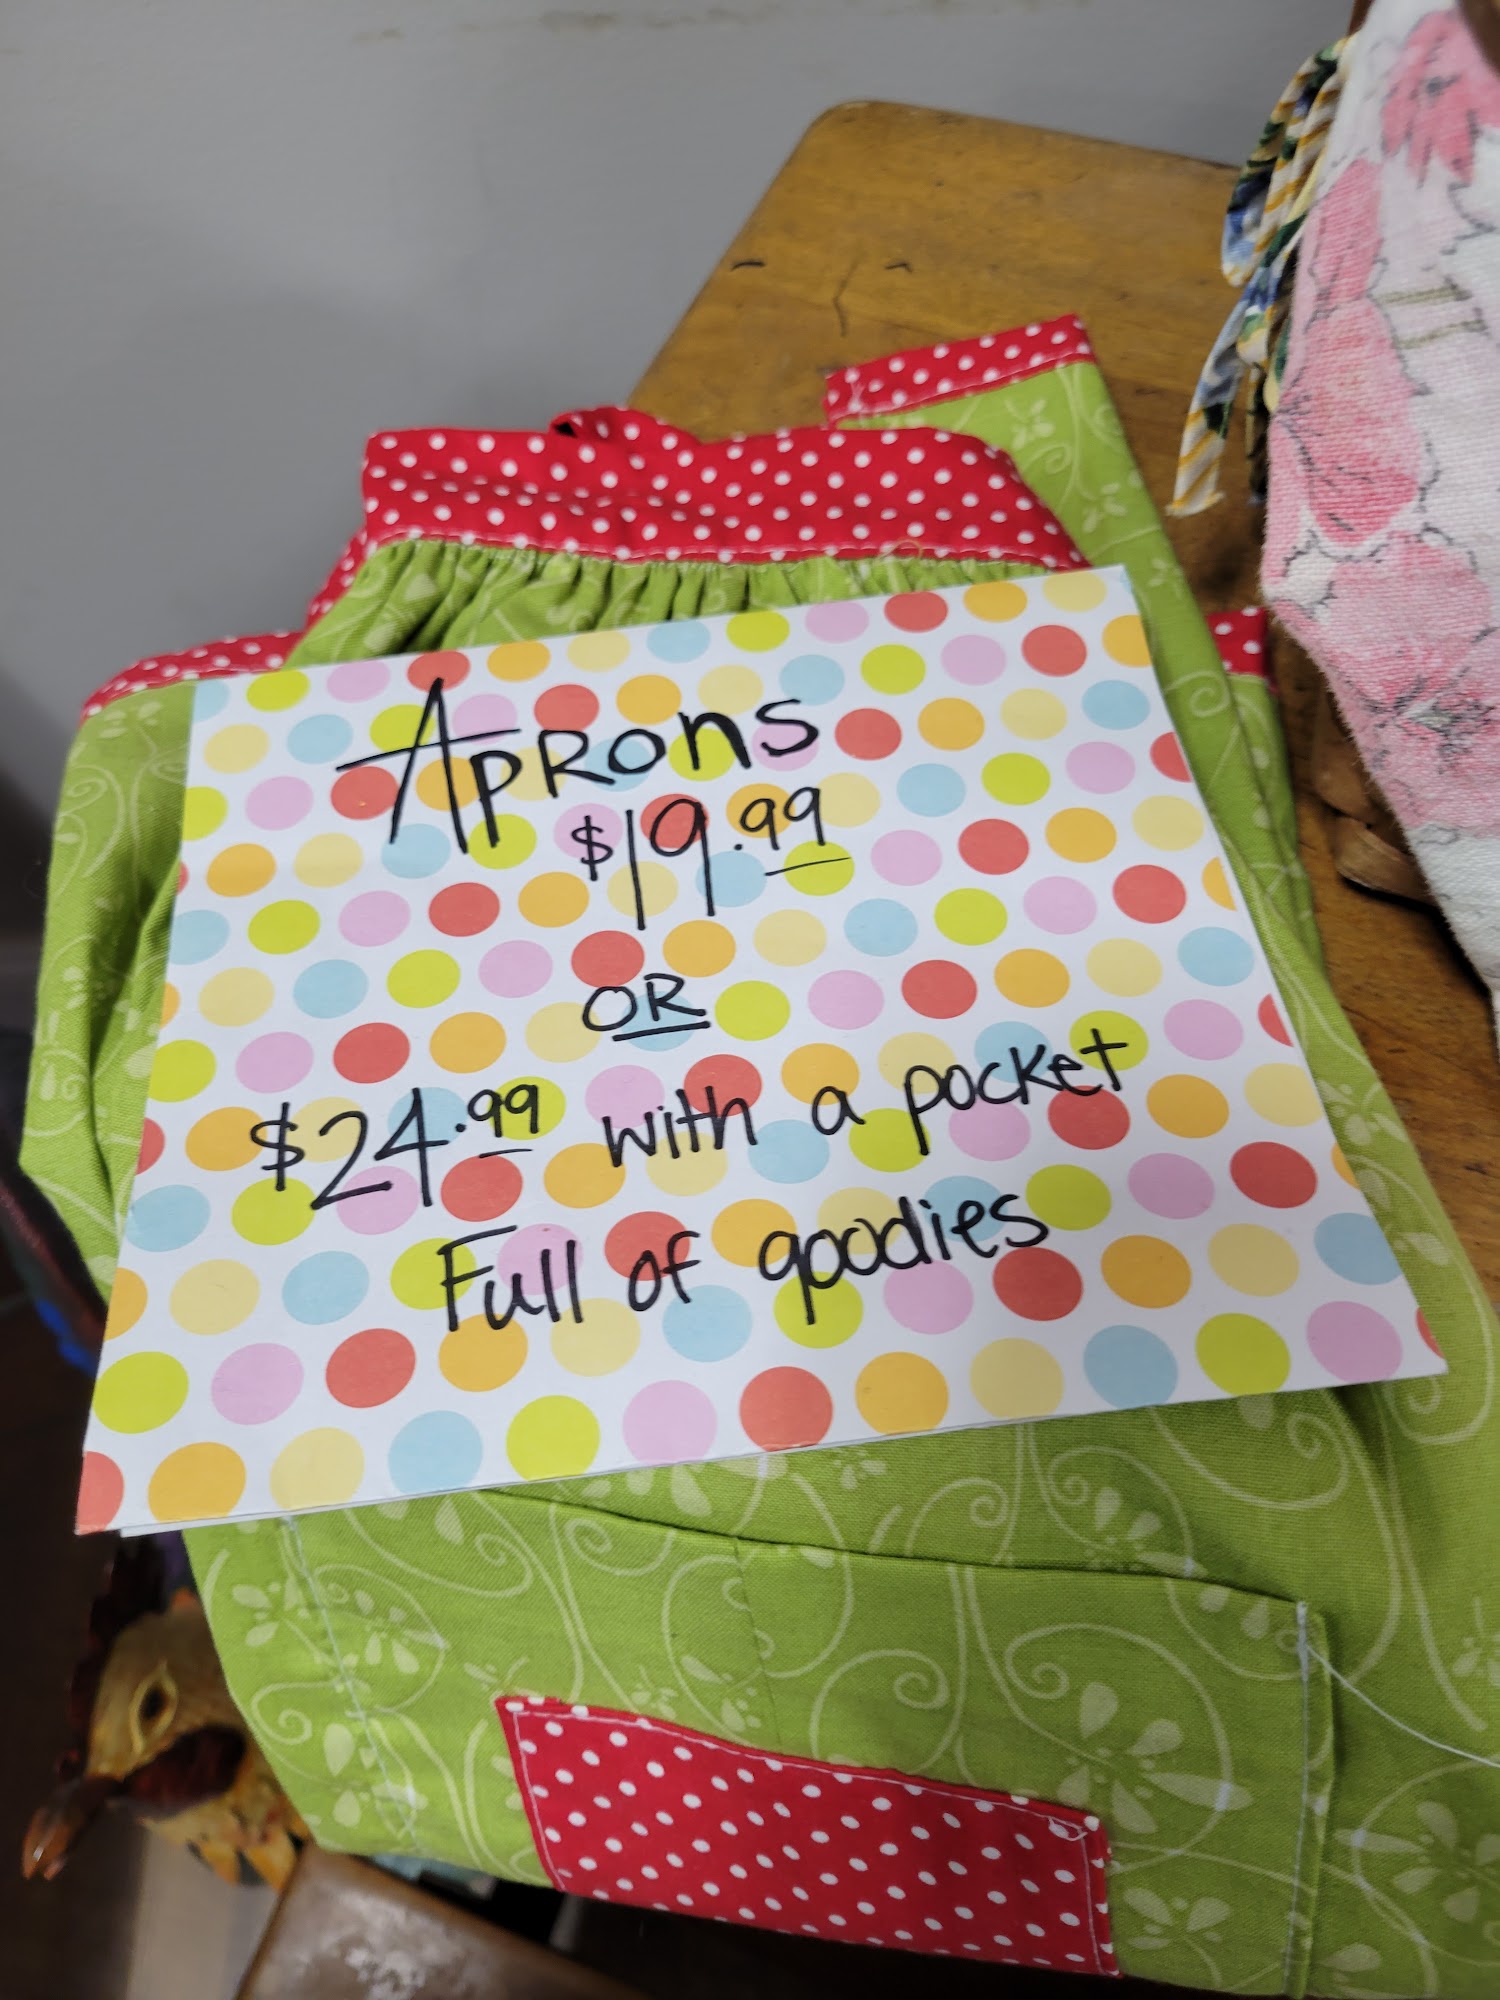 Aprons
$19.99
OR
$24.99 with a pocket
Full of goodies